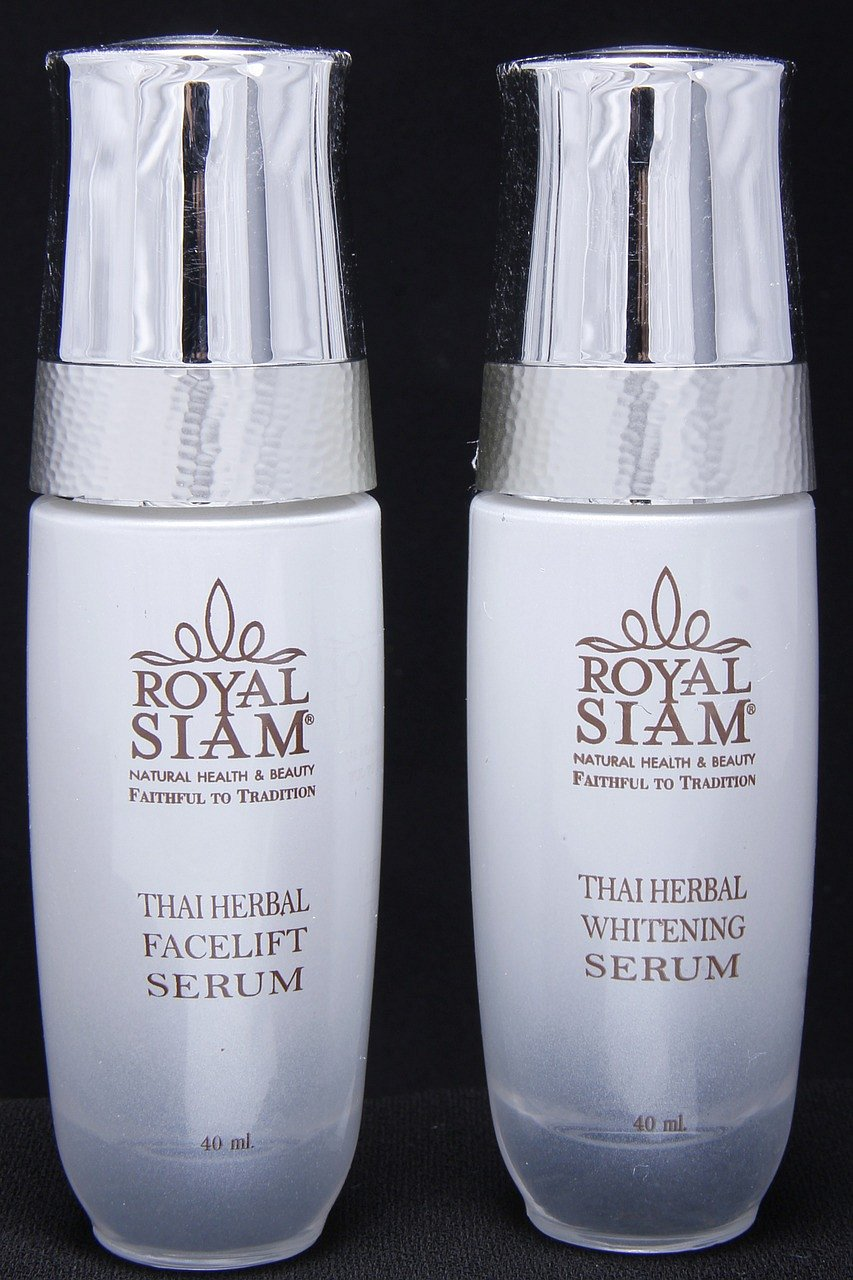 ROYAL
SIAM®
NATURAL HEALTH & BEAUTY
FAITHFUL TO TRADITION
THAI HERBAL
FACELIFT
SERUM
40 ml.
ROYAL
SIAM®
NATURAL HEALTH & BEAUTY
FAITHFUL TO TRADITION
THAI HERBAL
WHITENING
SERUM
40 ml.